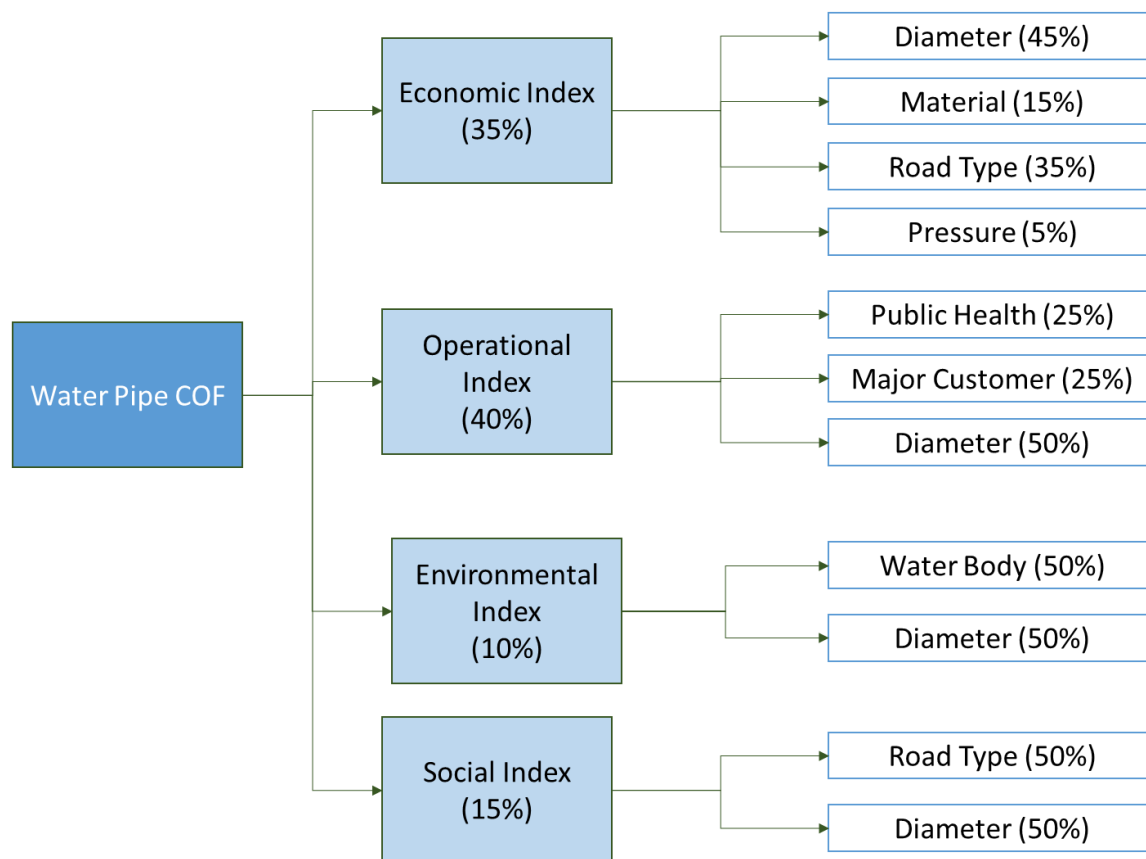 Water Pipe COF
Economic Index
(35%)
Diameter (45%)
Material (15%)
Road Type (35%)
Pressure (5%)
Operational
Index
(40%)
Public Health (25%)
Major Customer (25%)
Diameter (50%)
Environmental
Index
(10%)
Water Body (50%)
Diameter (50%)
Social Index
(15%)
Road Type (50%)
Diameter (50%)